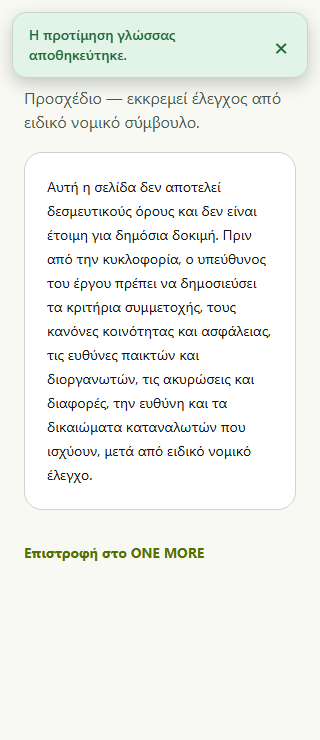 Η προτίμηση γλώσσας
αποθηκεύτηκε.
×
Προσχέδιο — εκκρεμεί έλεγχος από
ειδικό νομικό σύμβουλο.
Αυτή η σελίδα δεν αποτελεί
δεσμευτικούς όρους και δεν είναι
έτοιμη για δημόσια δοκιμή. Πριν
από την κυκλοφορία, ο υπεύθυνος
του έργου πρέπει να δημοσιεύσει
τα κριτήρια συμμετοχής, τους
κανόνες κοινότητας και ασφάλειας,
τις ευθύνες παικτών και
διοργανωτών, τις ακυρώσεις και
διαφορές, την ευθύνη και τα
δικαιώματα καταναλωτών που
ισχύουν, μετά από ειδικό νομικό
έλεγχο.
Επιστροφή στο ONE MORE